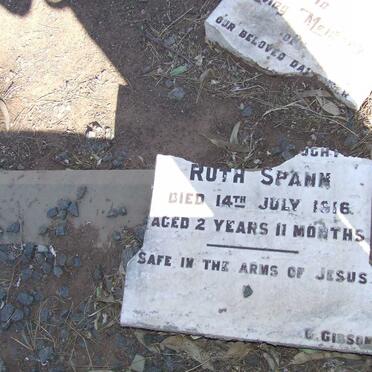 OUR BELOVED DAUGHTER
RUTH SPANN
DIED 14TH JULY 1916
AGED 2 YEARS 11 MONTHS
SAFE IN THE ARMS OF JESUS
C. GIBSON